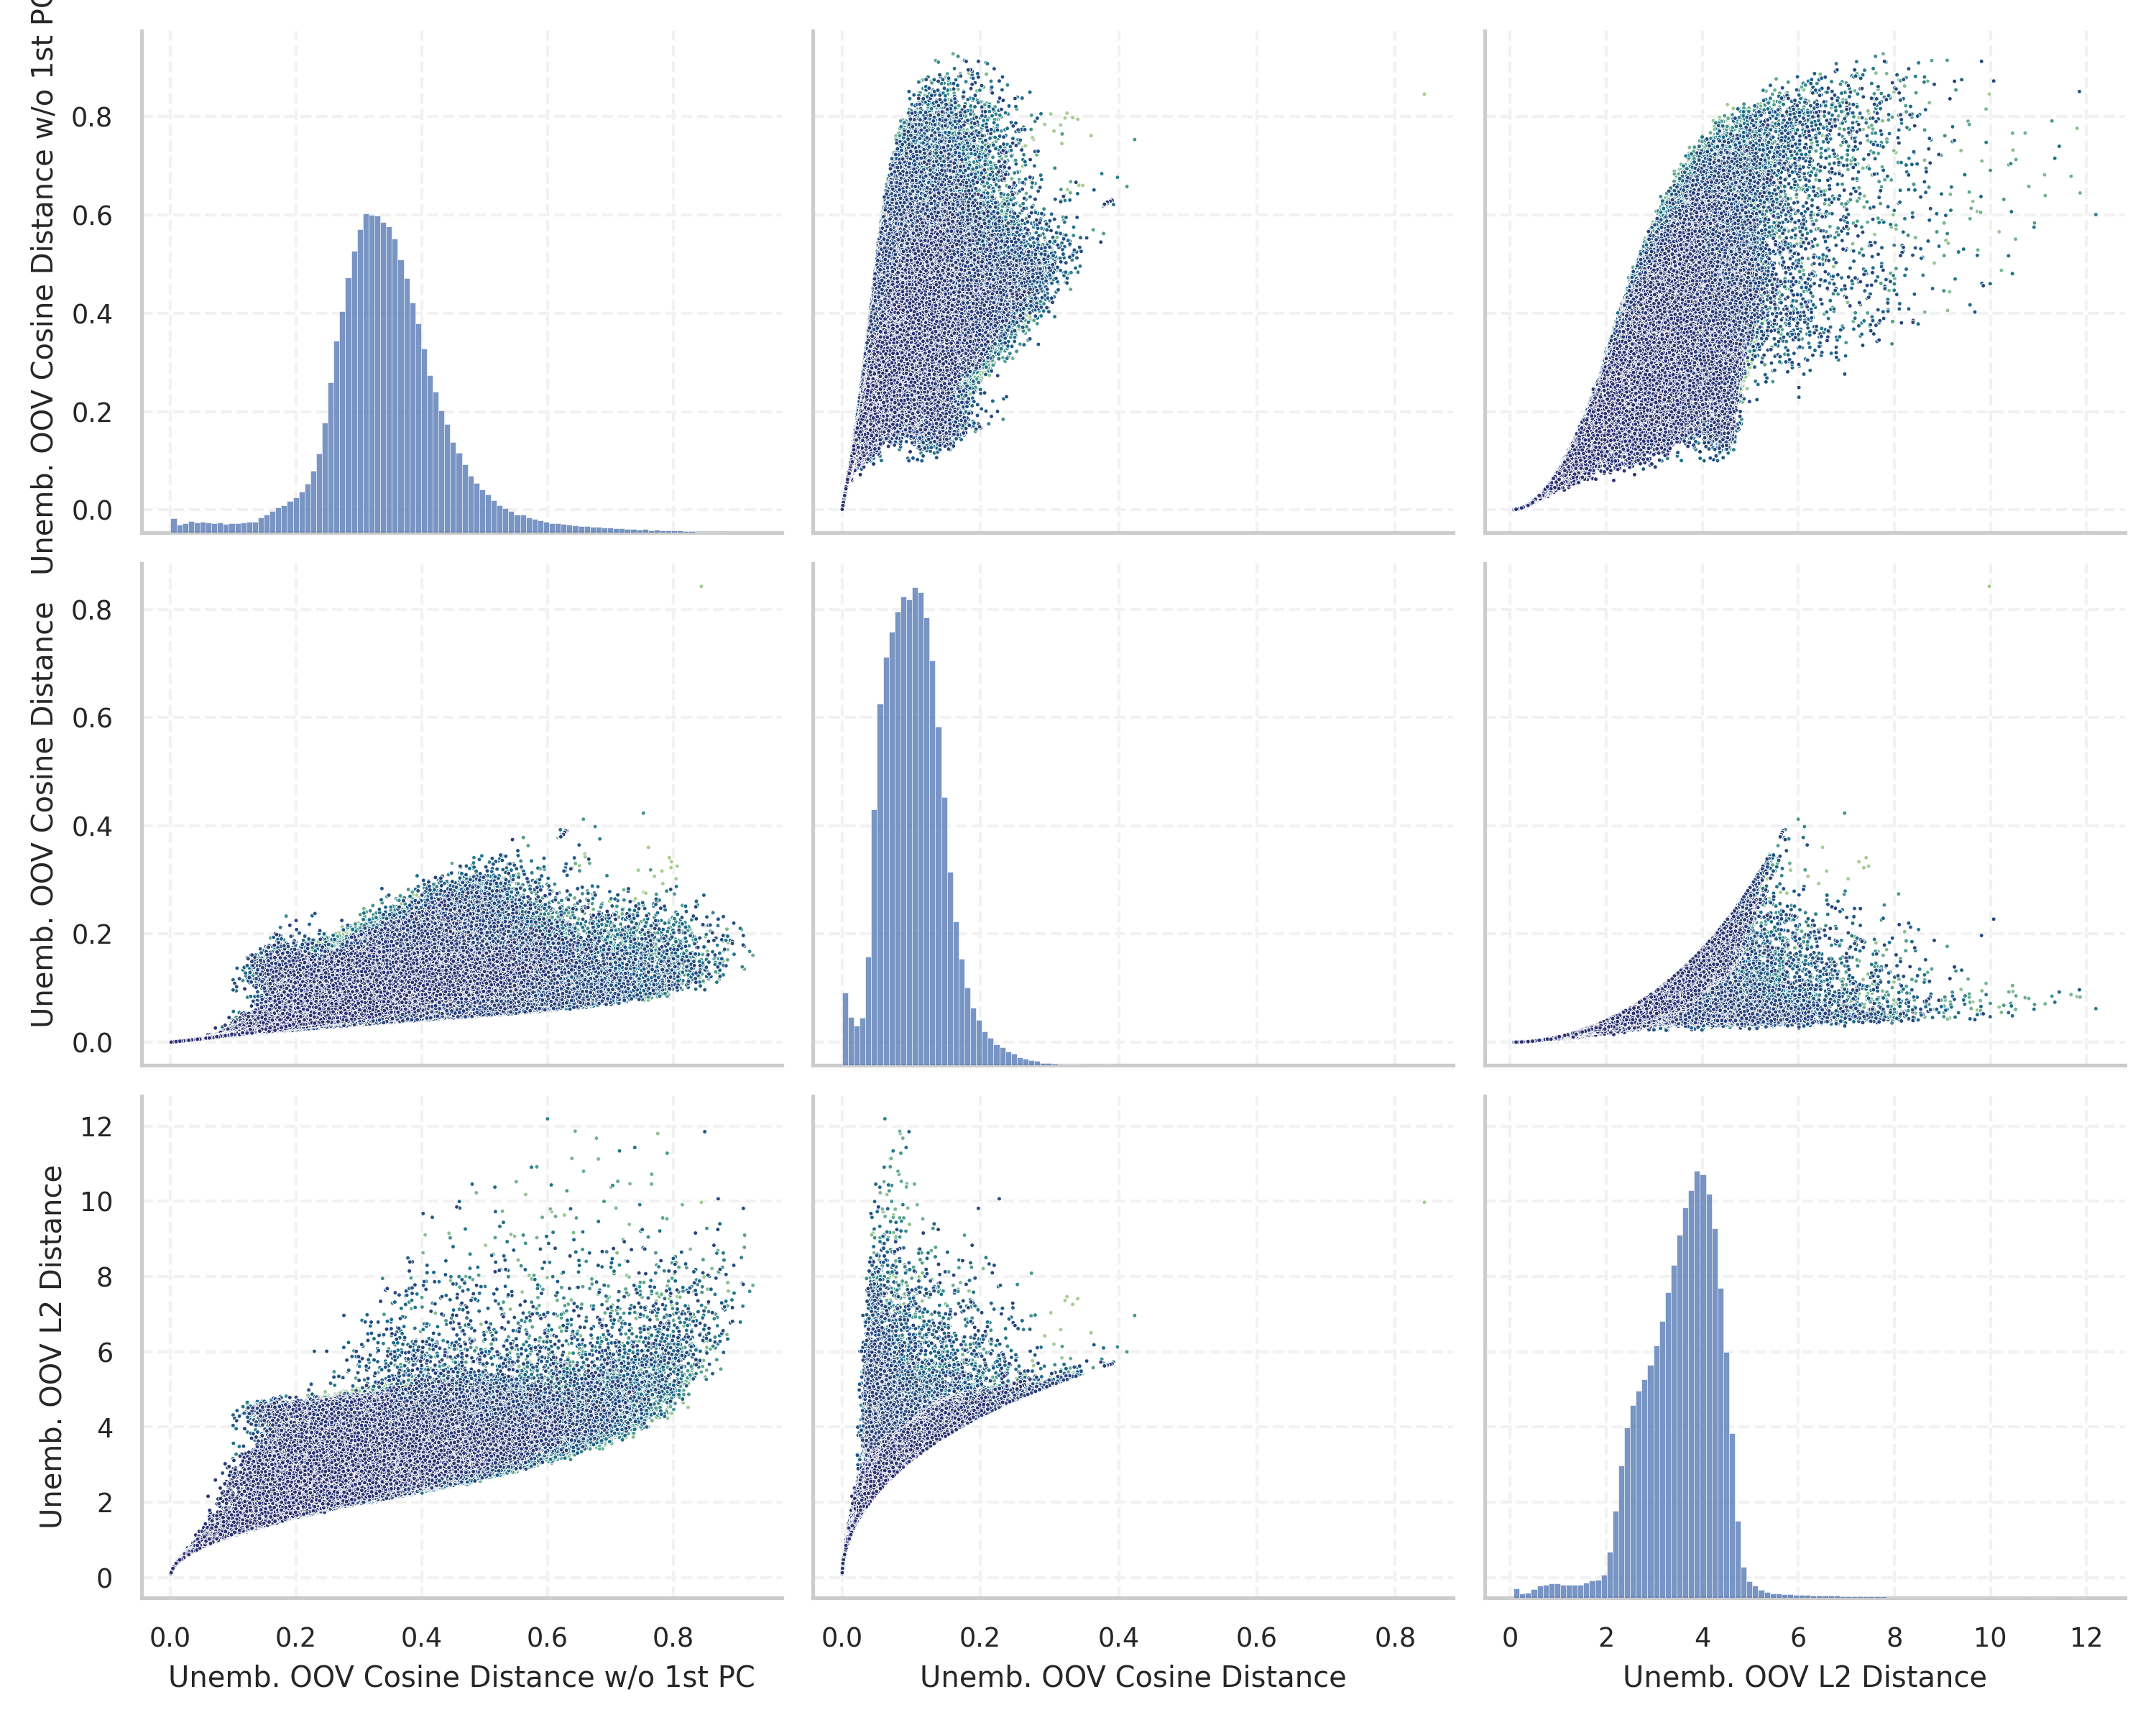 Unemb. OOV Cosine Distance w/o 1st PC
0.8
0.6
0.4
0.2
0.0
Unemb. OOV Cosine Distance
0.8
0.6
0.4
0.2
0.0
Unemb. OOV L2 Distance
12
10
8
6
4
2
0
0.0 0.2 0.4 0.6 0.8
Unemb. OOV Cosine Distance w/o 1st PC
0.0 0.2 0.4 0.6 0.8
Unemb. OOV Cosine Distance
0 2 4 6 8 10 12
Unemb. OOV L2 Distance